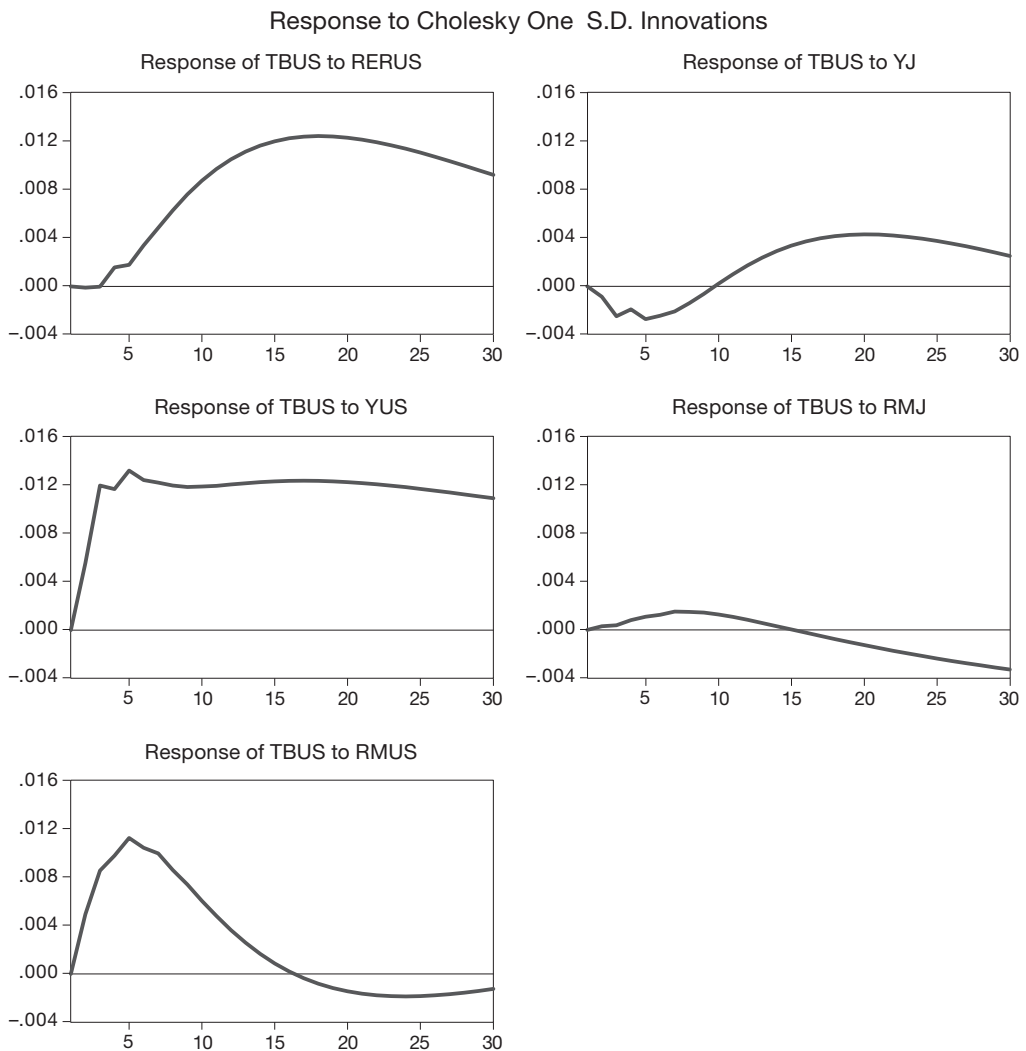 Response to Cholesky One S.D. Innovations
Response of TBUS to RERUS
.016
.012
.008
.004
.000
–.004
5 10 15 20 25 30
Response of TBUS to YJ
.016
.012
.008
.004
.000
–.004
5 10 15 20 25 30
Response of TBUS to YUS
.016
.012
.008
.004
.000
–.004
5 10 15 20 25 30
Response of TBUS to RMJ
.016
.012
.008
.004
.000
–.004
5 10 15 20 25 30
Response of TBUS to RMUS
.016
.012
.008
.004
.000
–.004
5 10 15 20 25 30